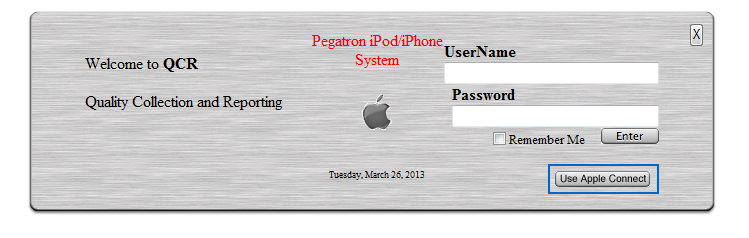 Welcome to QCR
Quality Collection and Reporting
Pegatron iPod/iPhone
System
Tuesday, March 26, 2013
X
UserName
Password
Remember Me
Enter
Use Apple Connect